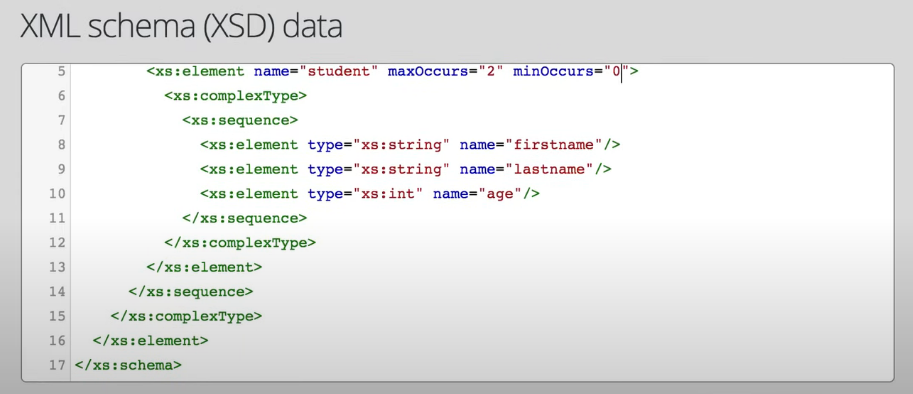 XML schema (XSD) data
5 <xs:element name="student" maxOccurs="2" minOccurs="0">
6 <xs:complexType>
7 <xs:sequence>
8 <xs:element type="xs:string" name="firstname"/>
9 <xs:element type="xs:string" name="lastname"/>
10 <xs:element type="xs:int" name="age"/>
11 </xs:sequence>
12 </xs:complexType>
13 </xs:element>
14 </xs:sequence>
15 </xs:complexType>
16 </xs:element>
17 </xs:schema>